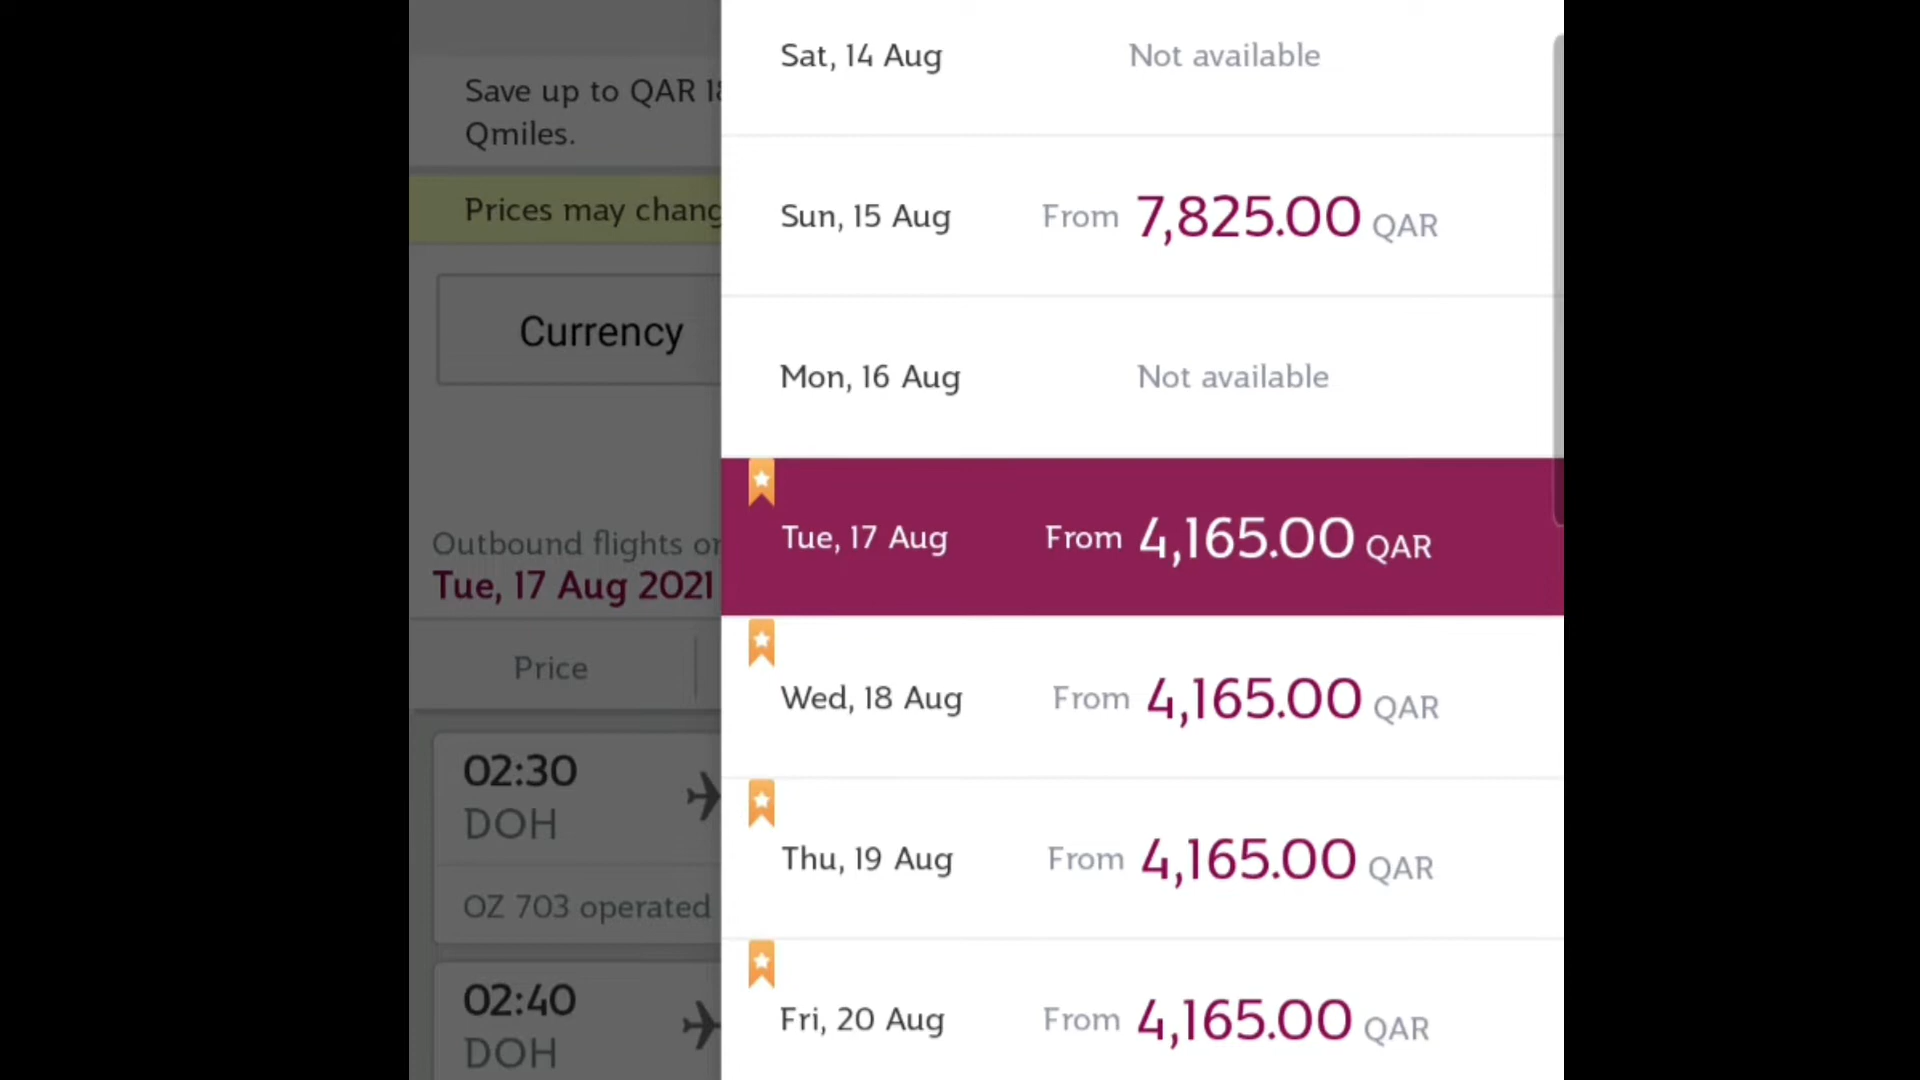 Save up to QAR
Qmiles.
Prices may chang
Currency
Outbound flights
Tue, 17 Aug 2021
Price
02:30
DOH
OZ 703 operated
02:40
DOH
Sat, 14 Aug Not available
Sun, 15 Aug From 7,825.00 QAR
Mon, 16 Aug Not available
Tue, 17 Aug From 4,165.00 QAR
Wed, 18 Aug From 4,165.00 QAR
Thu, 19 Aug From 4,165.00 QAR
Fri, 20 Aug From 4,165.00 QAR